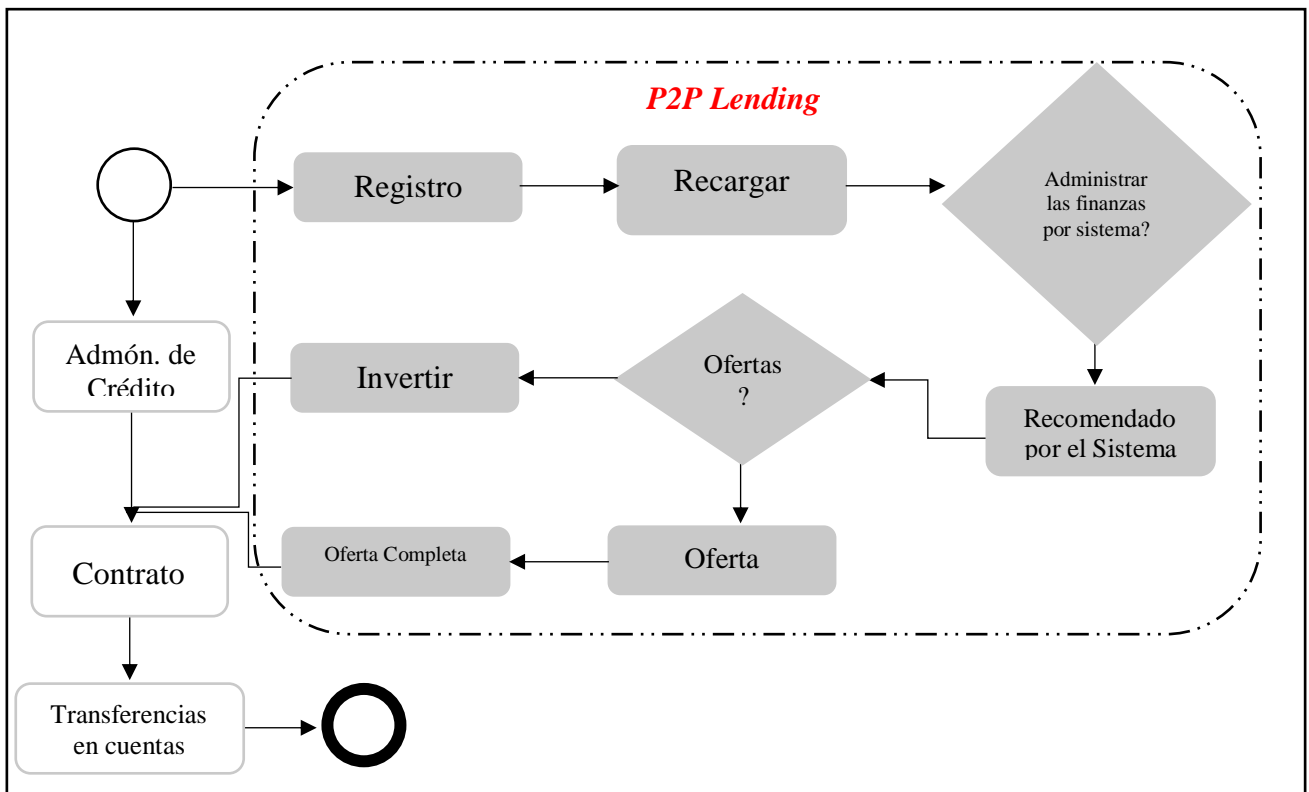 P2P Lending
Registro
Recargar
Administrar
las finanzas
por sistema?
Admón. de
Crédito
Invertir
Ofertas
?
Recomendado
por el Sistema
Contrato
Oferta Completa
Oferta
Transferencias
en cuentas